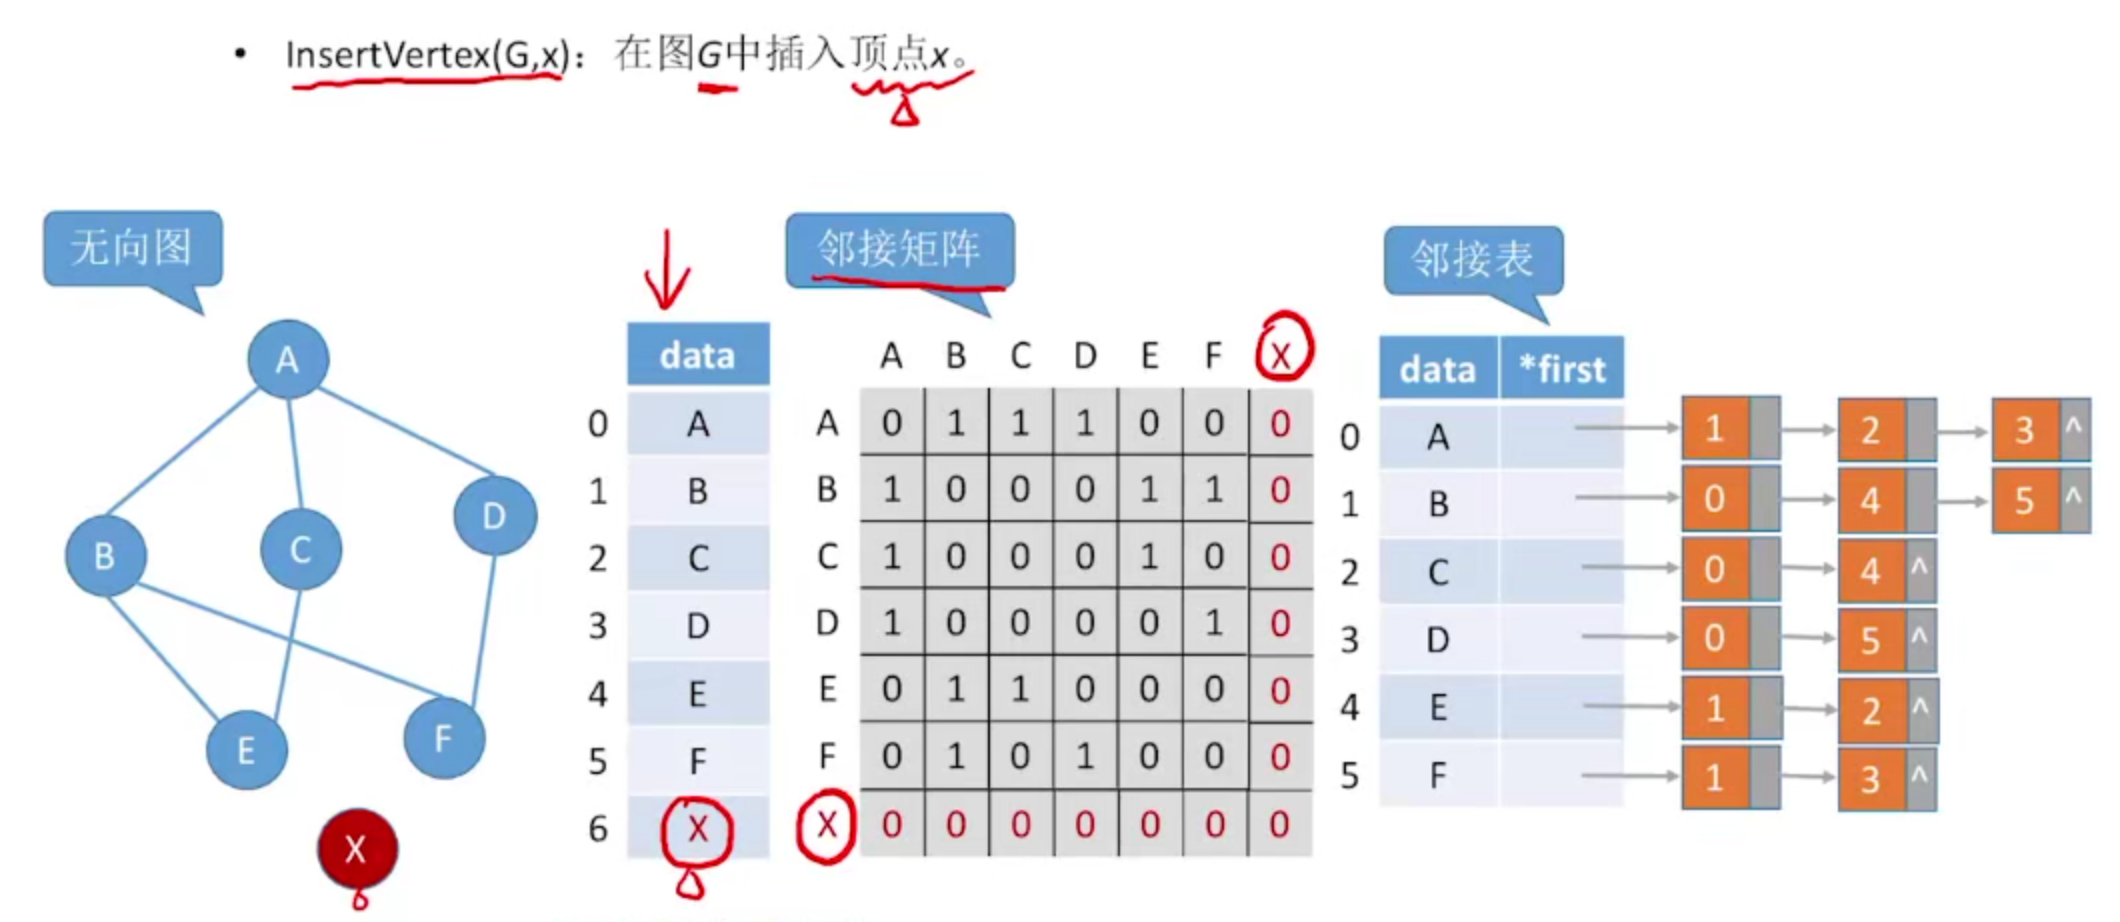 • InsertVertex(G,x)：在图G中插入顶点x。
无向图
A
B
C
D
E
F
X
data
0 A
1 B
2 C
3 D
4 E
5 F
6 X
邻接矩阵
A B C D E F X
A 0 1 1 1 0 0 0
B 1 0 0 0 1 1 0
C 1 0 0 0 1 0 0
D 1 0 0 0 0 1 0
E 0 1 1 0 0 0 0
F 0 1 0 1 0 0 0
X 0 0 0 0 0 0 0
邻接表
data *first
0 A 1 2 3 ^
1 B 0 4 5 ^
2 C 0 4 ^
3 D 0 5 ^
4 E 1 2 ^
5 F 1 3 ^